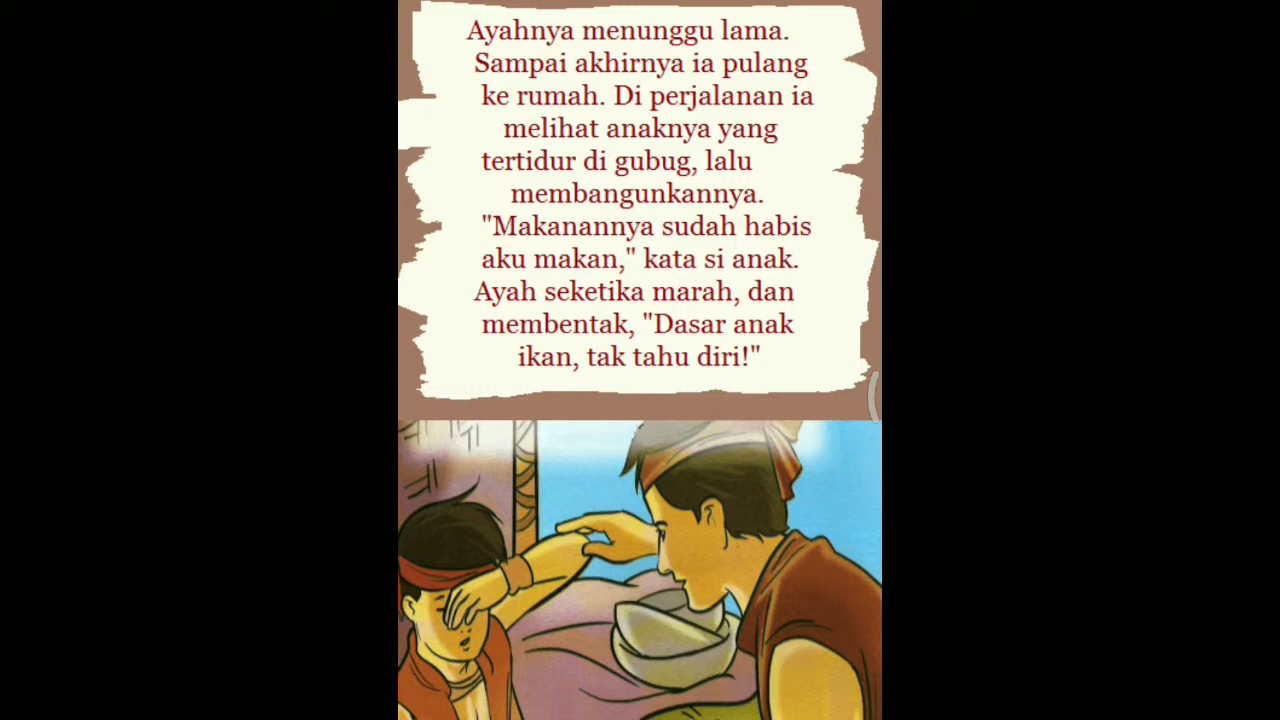 Ayahnya menunggu lama.
Sampai akhirnya ia pulang
ke rumah. Di perjalanan ia
melihat anaknya yang
tertidur di gubug, lalu
membangunkannya.
"Makanannya sudah habis
aku makan," kata si anak.
Ayah seketika marah, dan
membentak, "Dasar anak
ikan, tak tahu diri!"